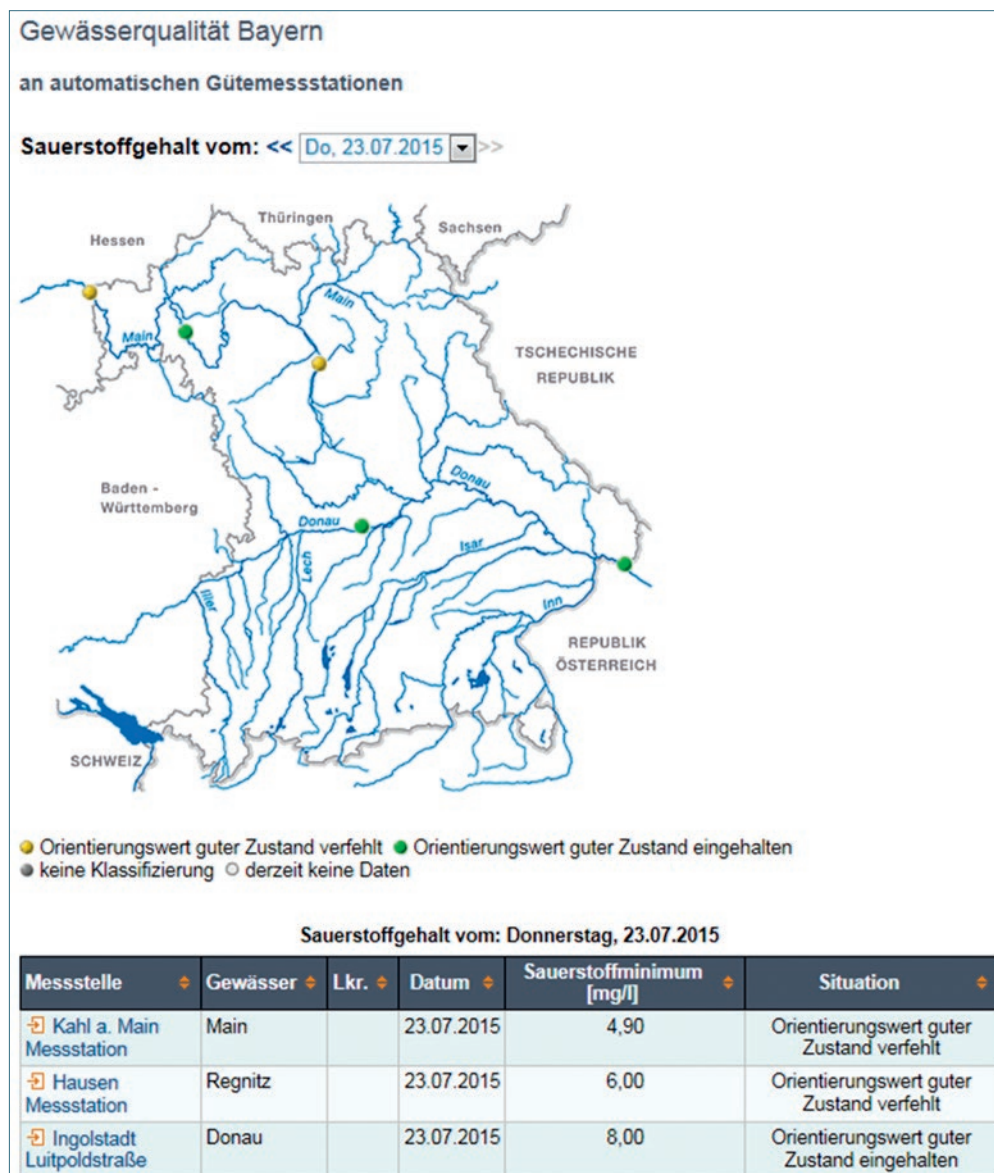 Gewässerqualität Bayern
an automatischen Gütemessstationen
Sauerstoffgehalt vom: << Do, 23.07.2015 >>
Thüringen
Sachsen
Hessen
Main
Main
TSCHECHISCHE
REPUBLIK
Baden -
Württemberg
Donau
Donau
Isar
Lech
Iller
Inn
REPUBLIK
ÖSTERREICH
SCHWEIZ
Orientierungswert guter Zustand verfehlt Orientierungswert guter Zustand eingehalten
keine Klassifizierung derzeit keine Daten
Sauerstoffgehalt vom: Donnerstag, 23.07.2015
Messstelle Gewässer Lkr. Datum Sauerstoffminimum [mg/l] Situation
Kahl a. Main Main 23.07.2015 4,90 Orientierungswert guter
Messstation Zustand verfehlt
Hausen Regnitz 23.07.2015 6,00 Orientierungswert guter
Messstation Zustand verfehlt
Ingolstadt Donau 23.07.2015 8,00 Orientierungswert guter
Luitpoldstraße Zustand eingehalten